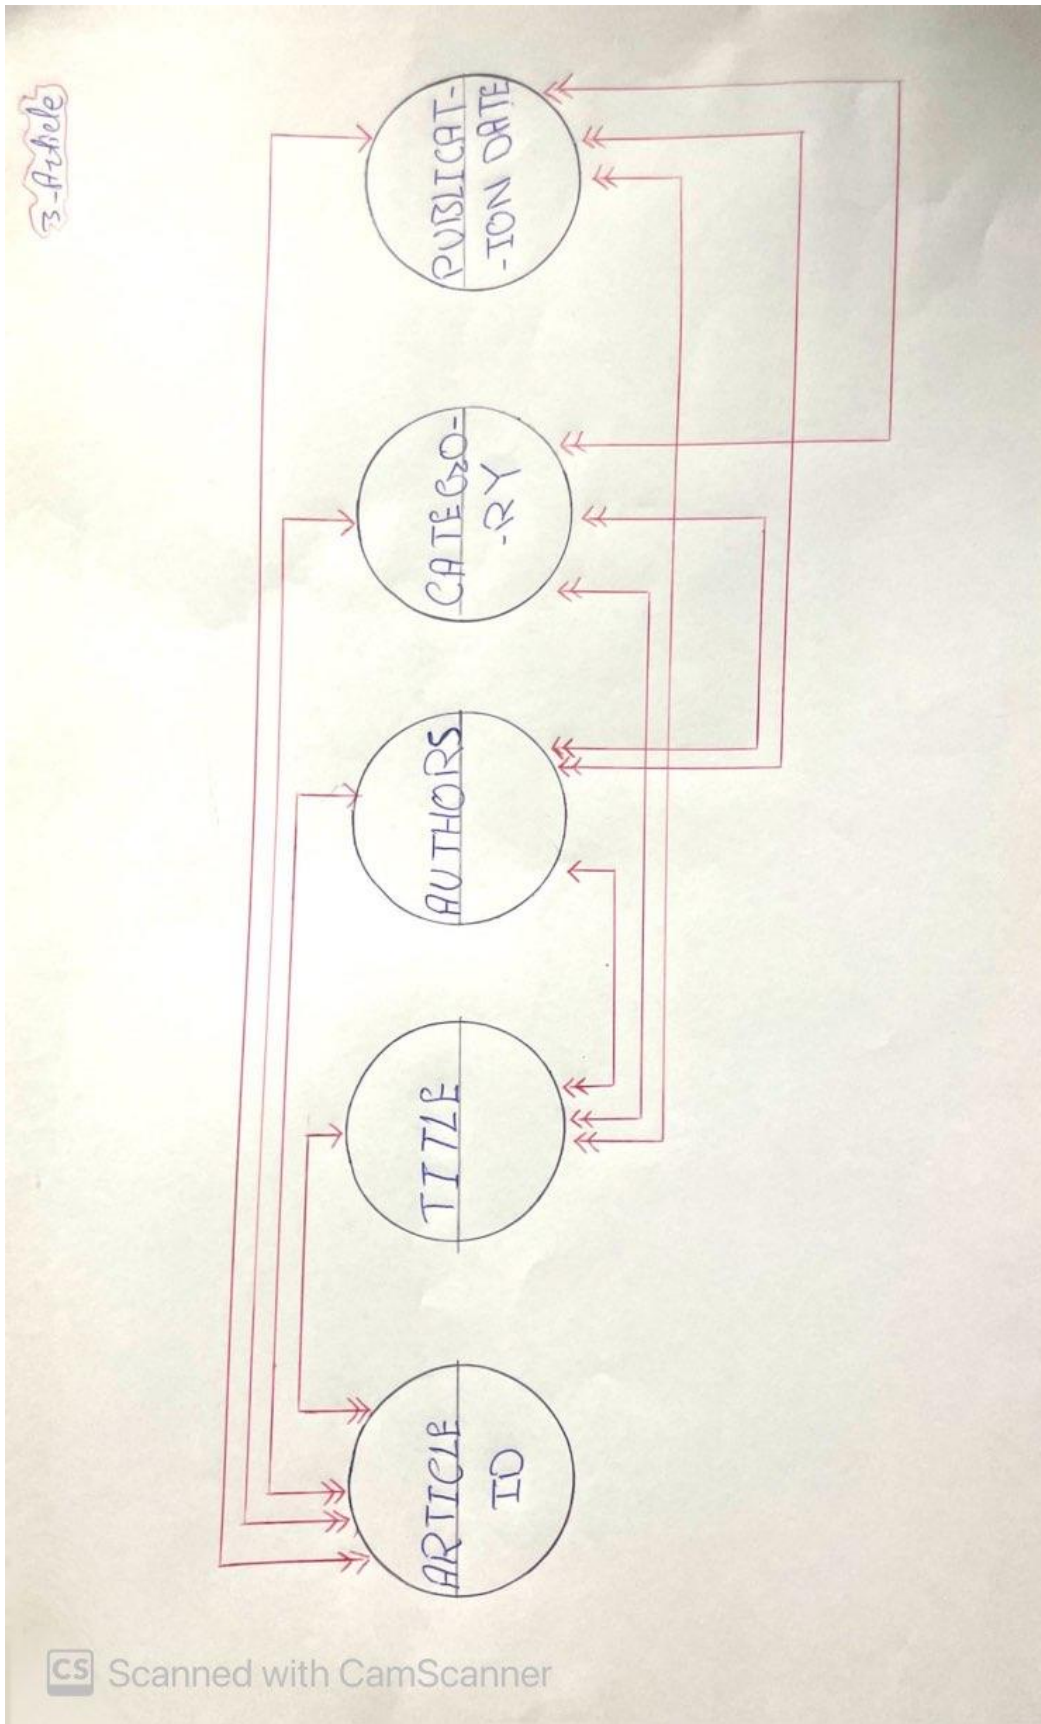 3-Article
ARTICLE
ID
TITLE
AUTHORS
CATEGO-
-RY
PUBLICAT-
-ION DATE
CS Scanned with CamScanner